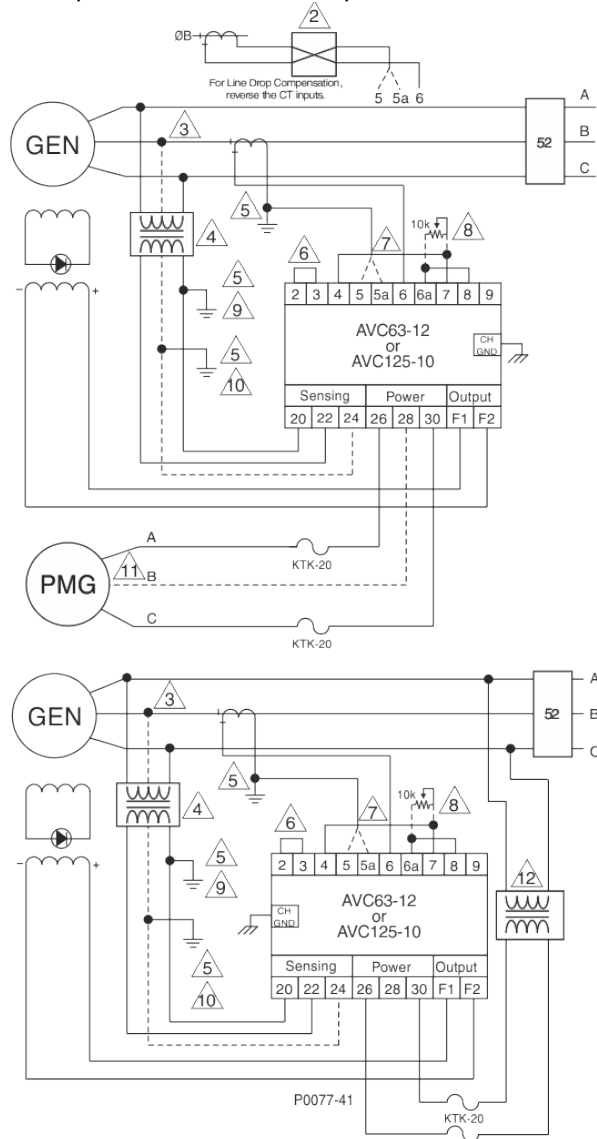 2
ØB
For Line Drop Compensation,
reverse the CT inputs.
5 5a 6
A
GEN
3
B
52
C
5
10k
8
4
6
7
2 3 4 5 5a 6 6a 7 8 9
5
9
AVC63-12
or
AVC125-10
CH
GND
5
10
Sensing Power Output
20 22 24 26 28 30 F1 F2
- +
A
KTK-20
PMG
11
B
C
KTK-20
A
GEN
3
B
52
C
5
10k
8
4
6
7
2 3 4 5 5a 6 6a 7 8 9
12
5
9
AVC63-12
or
AVC125-10
CH
GND
5
10
Sensing Power Output
20 22 24 26 28 30 F1 F2
- +
P0077-41
KTK-20